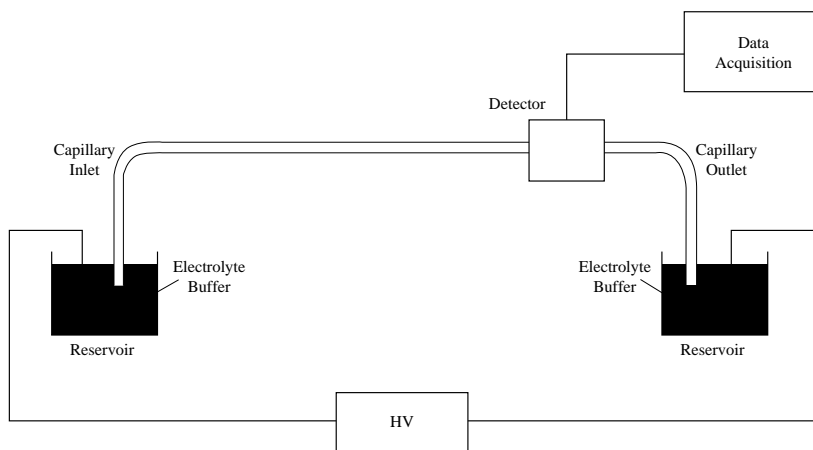 Data
Acquisition
Detector
Capillary
Inlet
Capillary
Outlet
Electrolyte
Buffer
Electrolyte
Buffer
Reservoir
Reservoir
HV